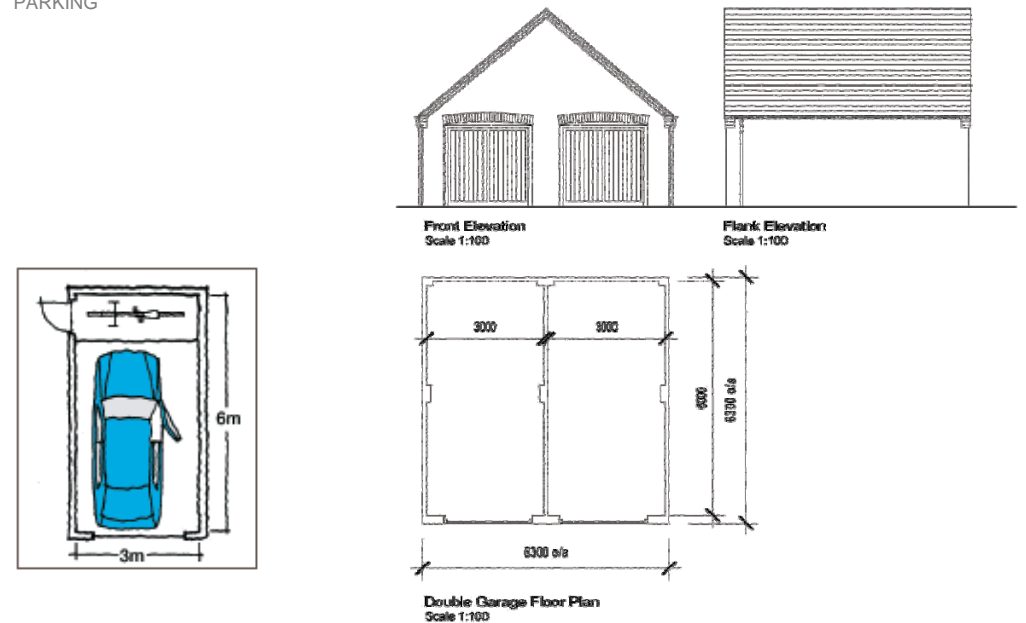 PARKING
Front Elevation
Scale 1:100
Flank Elevation
Scale 1:100
6m
3m
3000
3000
6000
6300 o/a
6300 o/a
Double Garage Floor Plan
Scale 1:100